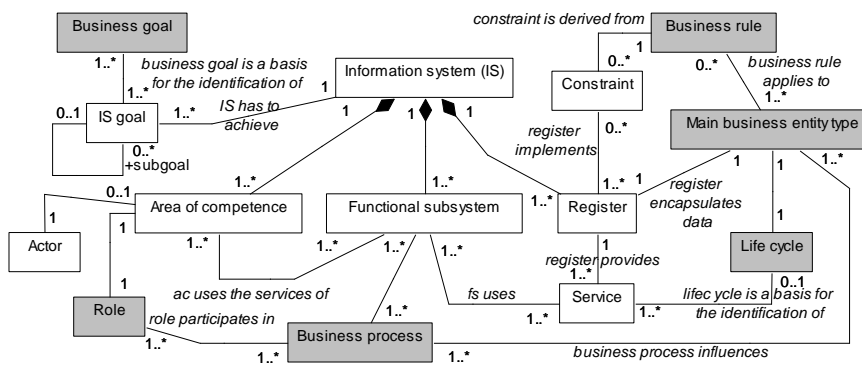 constraint is derived from
Business goal
Business rule
1
1..*
business goal is a basis
for the identification of
Information system (IS)
0..*
0..*
business rule
applies to
Constraint
1..*
1
0..1
IS goal
1..*
IS has to
achieve
1
1
1
1..*
0..*
Main business entity type
0..*
+subgoal
register
implements
1
1
1..*
0..1
1..*
1..*
1..*
1..*
1
register
encapsulates
data
Area of competence
Functional subsystem
Register
1
1
1..*
1..*
1..*
1..*
1
1
Actor
register provides
Life cycle
1..*
0..1
1
ac uses the services of
fs uses
Service
lifec ycle is a basis for
the identification of
Role
role participates in
1..*
1..*
1..*
1..*
1..*
Business process
1..*
business process influences